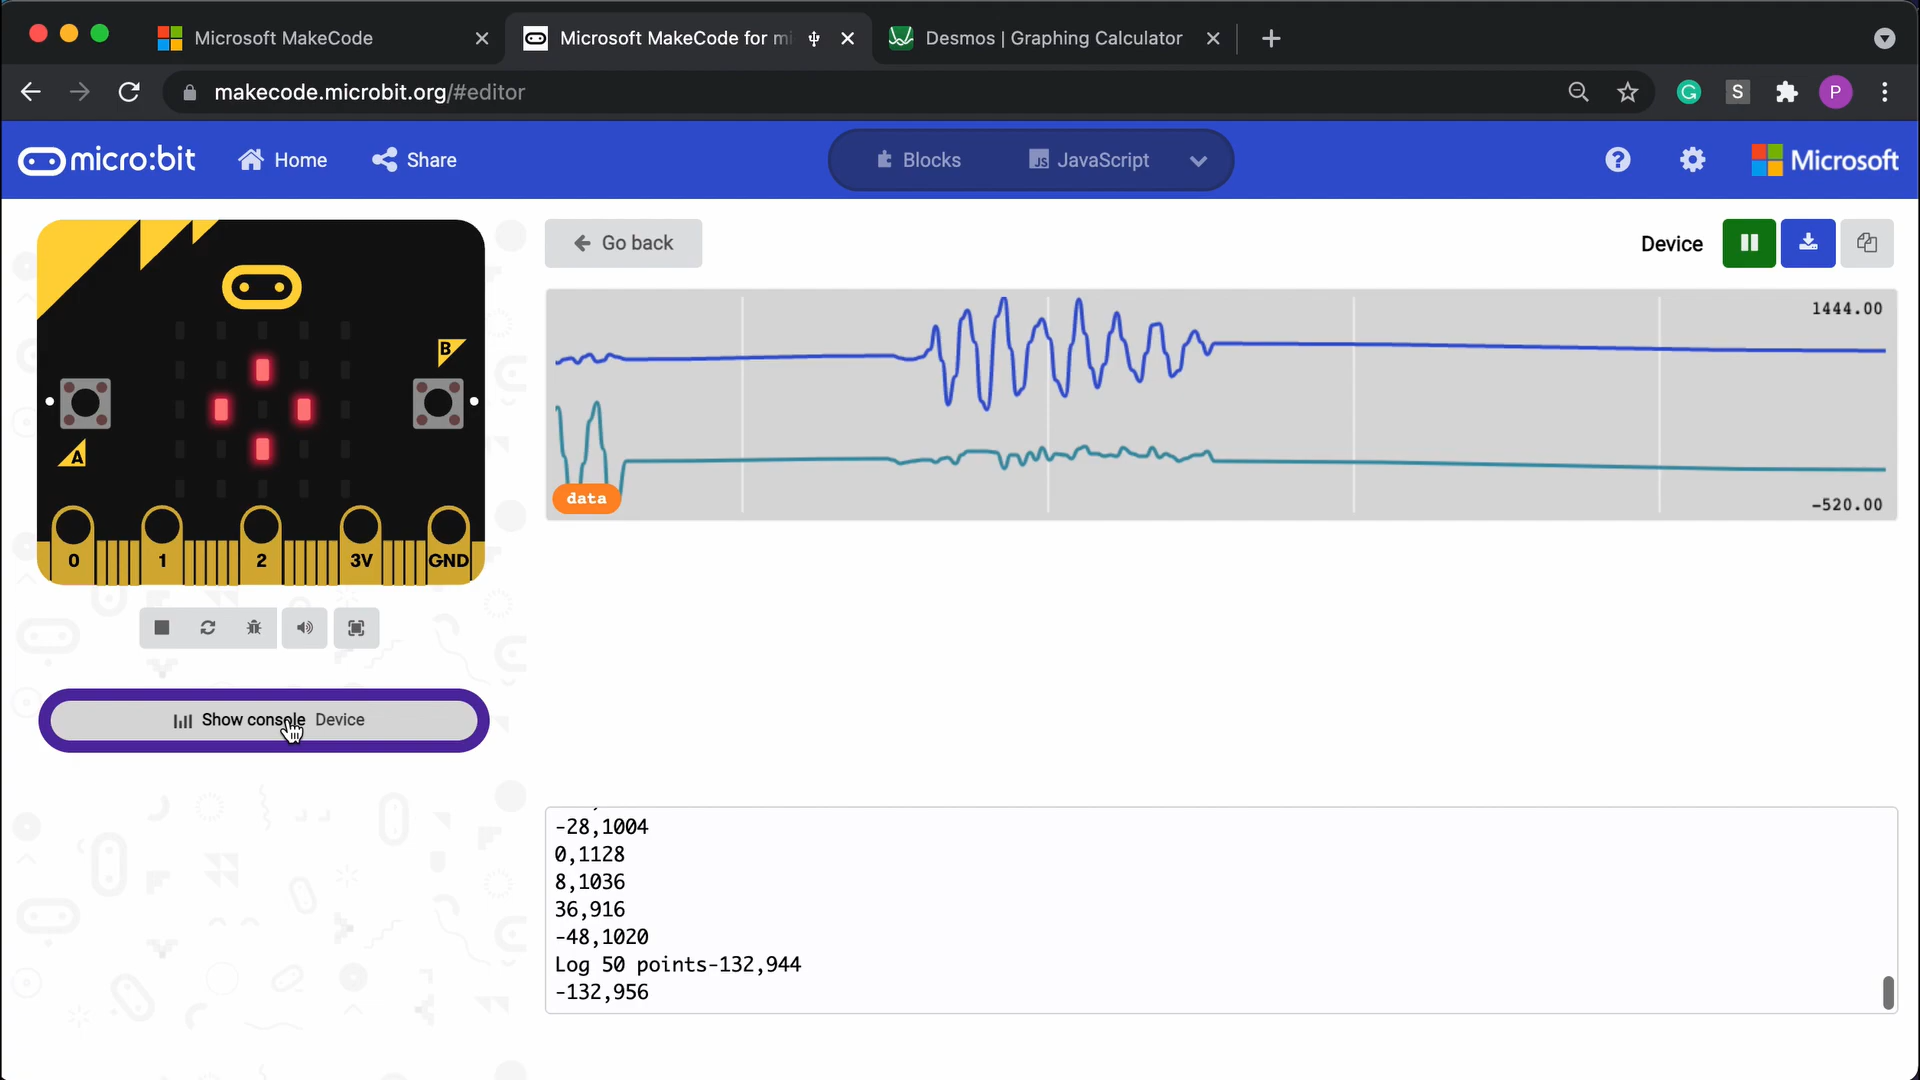 Microsoft MakeCode
Microsoft MakeCode for mi
Desmos | Graphing Calculator
makecode.microbit.org/#editor
G
S
P
micro:bit
Home
Share
Blocks
JS JavaScript
?
Microsoft
Go back
Device
1444.00
data
-520.00
B
A
0
1
2
3V
GND
Show console Device
-28,1004
0,1128
8,1036
36,916
-48,1020
Log 50 points-132,944
-132,956